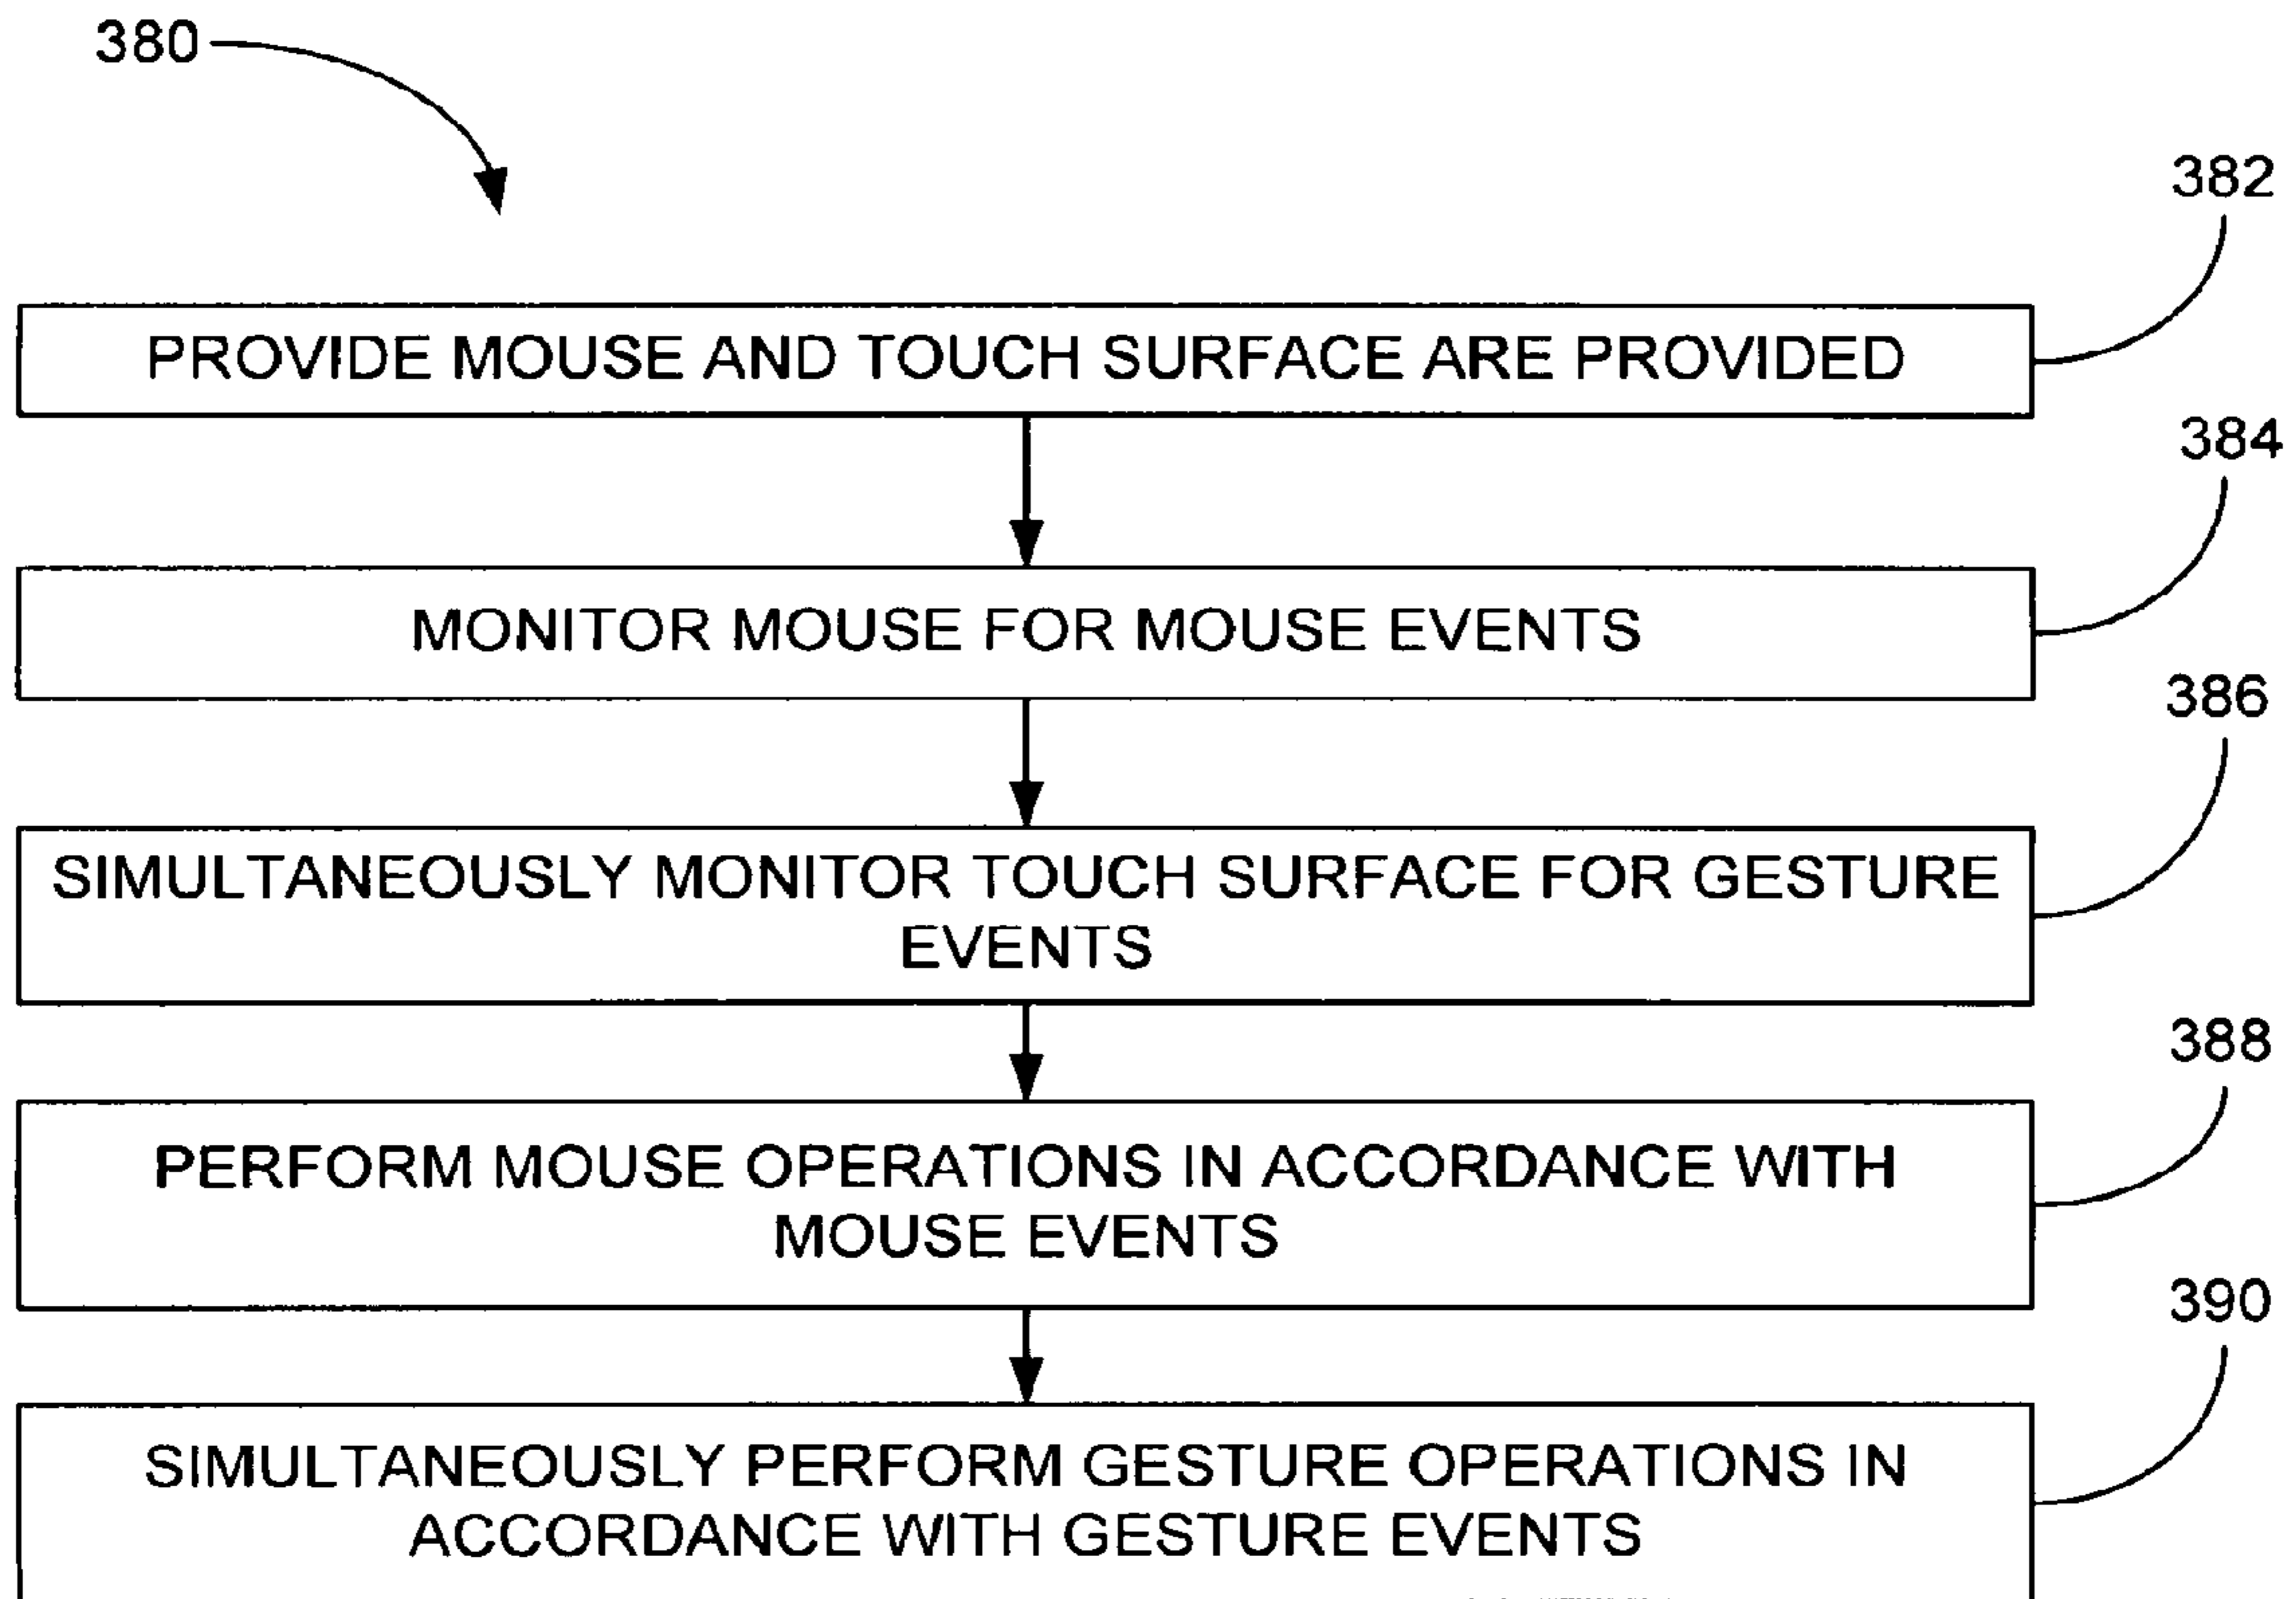 380
382
PROVIDE MOUSE AND TOUCH SURFACE ARE PROVIDED
384
MONITOR MOUSE FOR MOUSE EVENTS
386
SIMULTANEOUSLY MONITOR TOUCH SURFACE FOR GESTURE
EVENTS
388
PERFORM MOUSE OPERATIONS IN ACCORDANCE WITH
MOUSE EVENTS
390
SIMULTANEOUSLY PERFORM GESTURE OPERATIONS IN
ACCORDANCE WITH GESTURE EVENTS